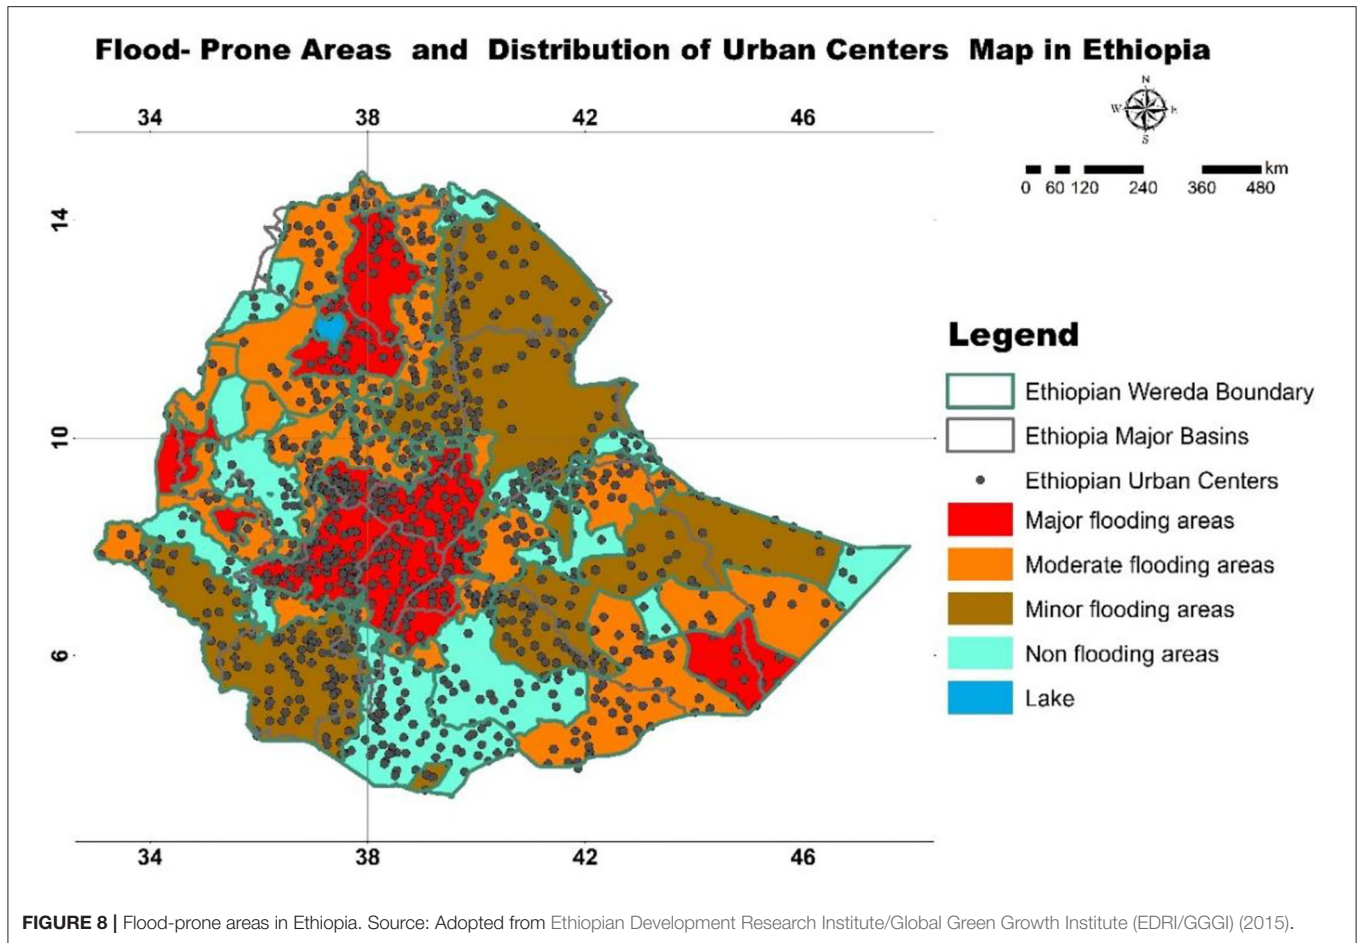 Flood- Prone Areas and Distribution of Urban Centers Map in Ethiopia
N
W E
S
km
0 60 120 240 360 480
34 38 42 46
14
10
6
34 38 42 46
Legend
Ethiopian Wereda Boundary
Ethiopia Major Basins
Ethiopian Urban Centers
Major flooding areas
Moderate flooding areas
Minor flooding areas
Non flooding areas
Lake
FIGURE 8 | Flood-prone areas in Ethiopia. Source: Adopted from Ethiopian Development Research Institute/Global Green Growth Institute (EDRI/GGGI) (2015).